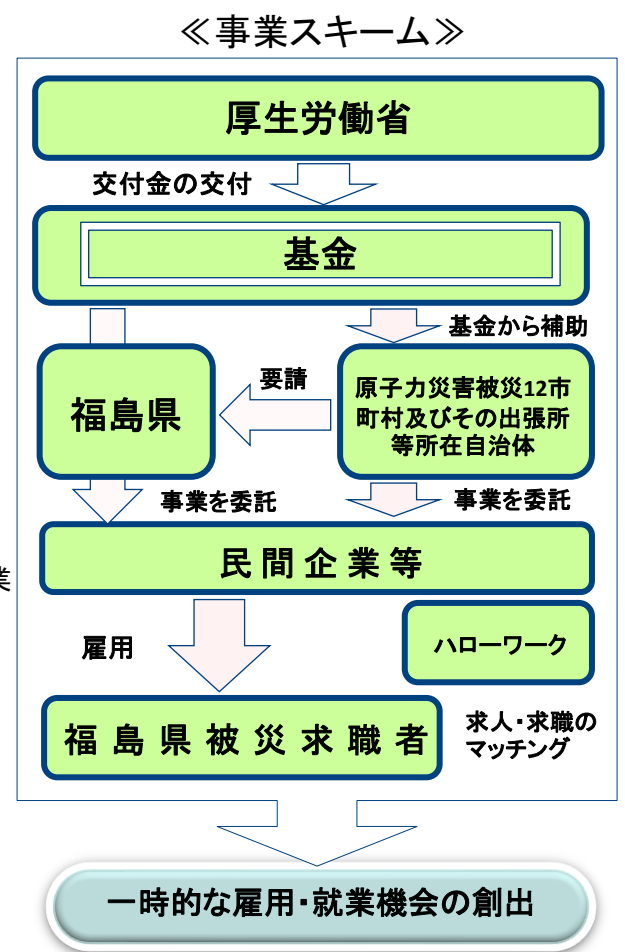 ≪事業スキーム≫
厚生労働省
交付金の交付
基金
基金から補助
福島県
要請
原子力災害被災12市
町村及びその出張所
等所在自治体
事業を委託
事業を委託
民間企業等
業
雇用
ハローワーク
福島県被災求職者
求人・求職の
マッチング
一時的な雇用・就業機会の創出